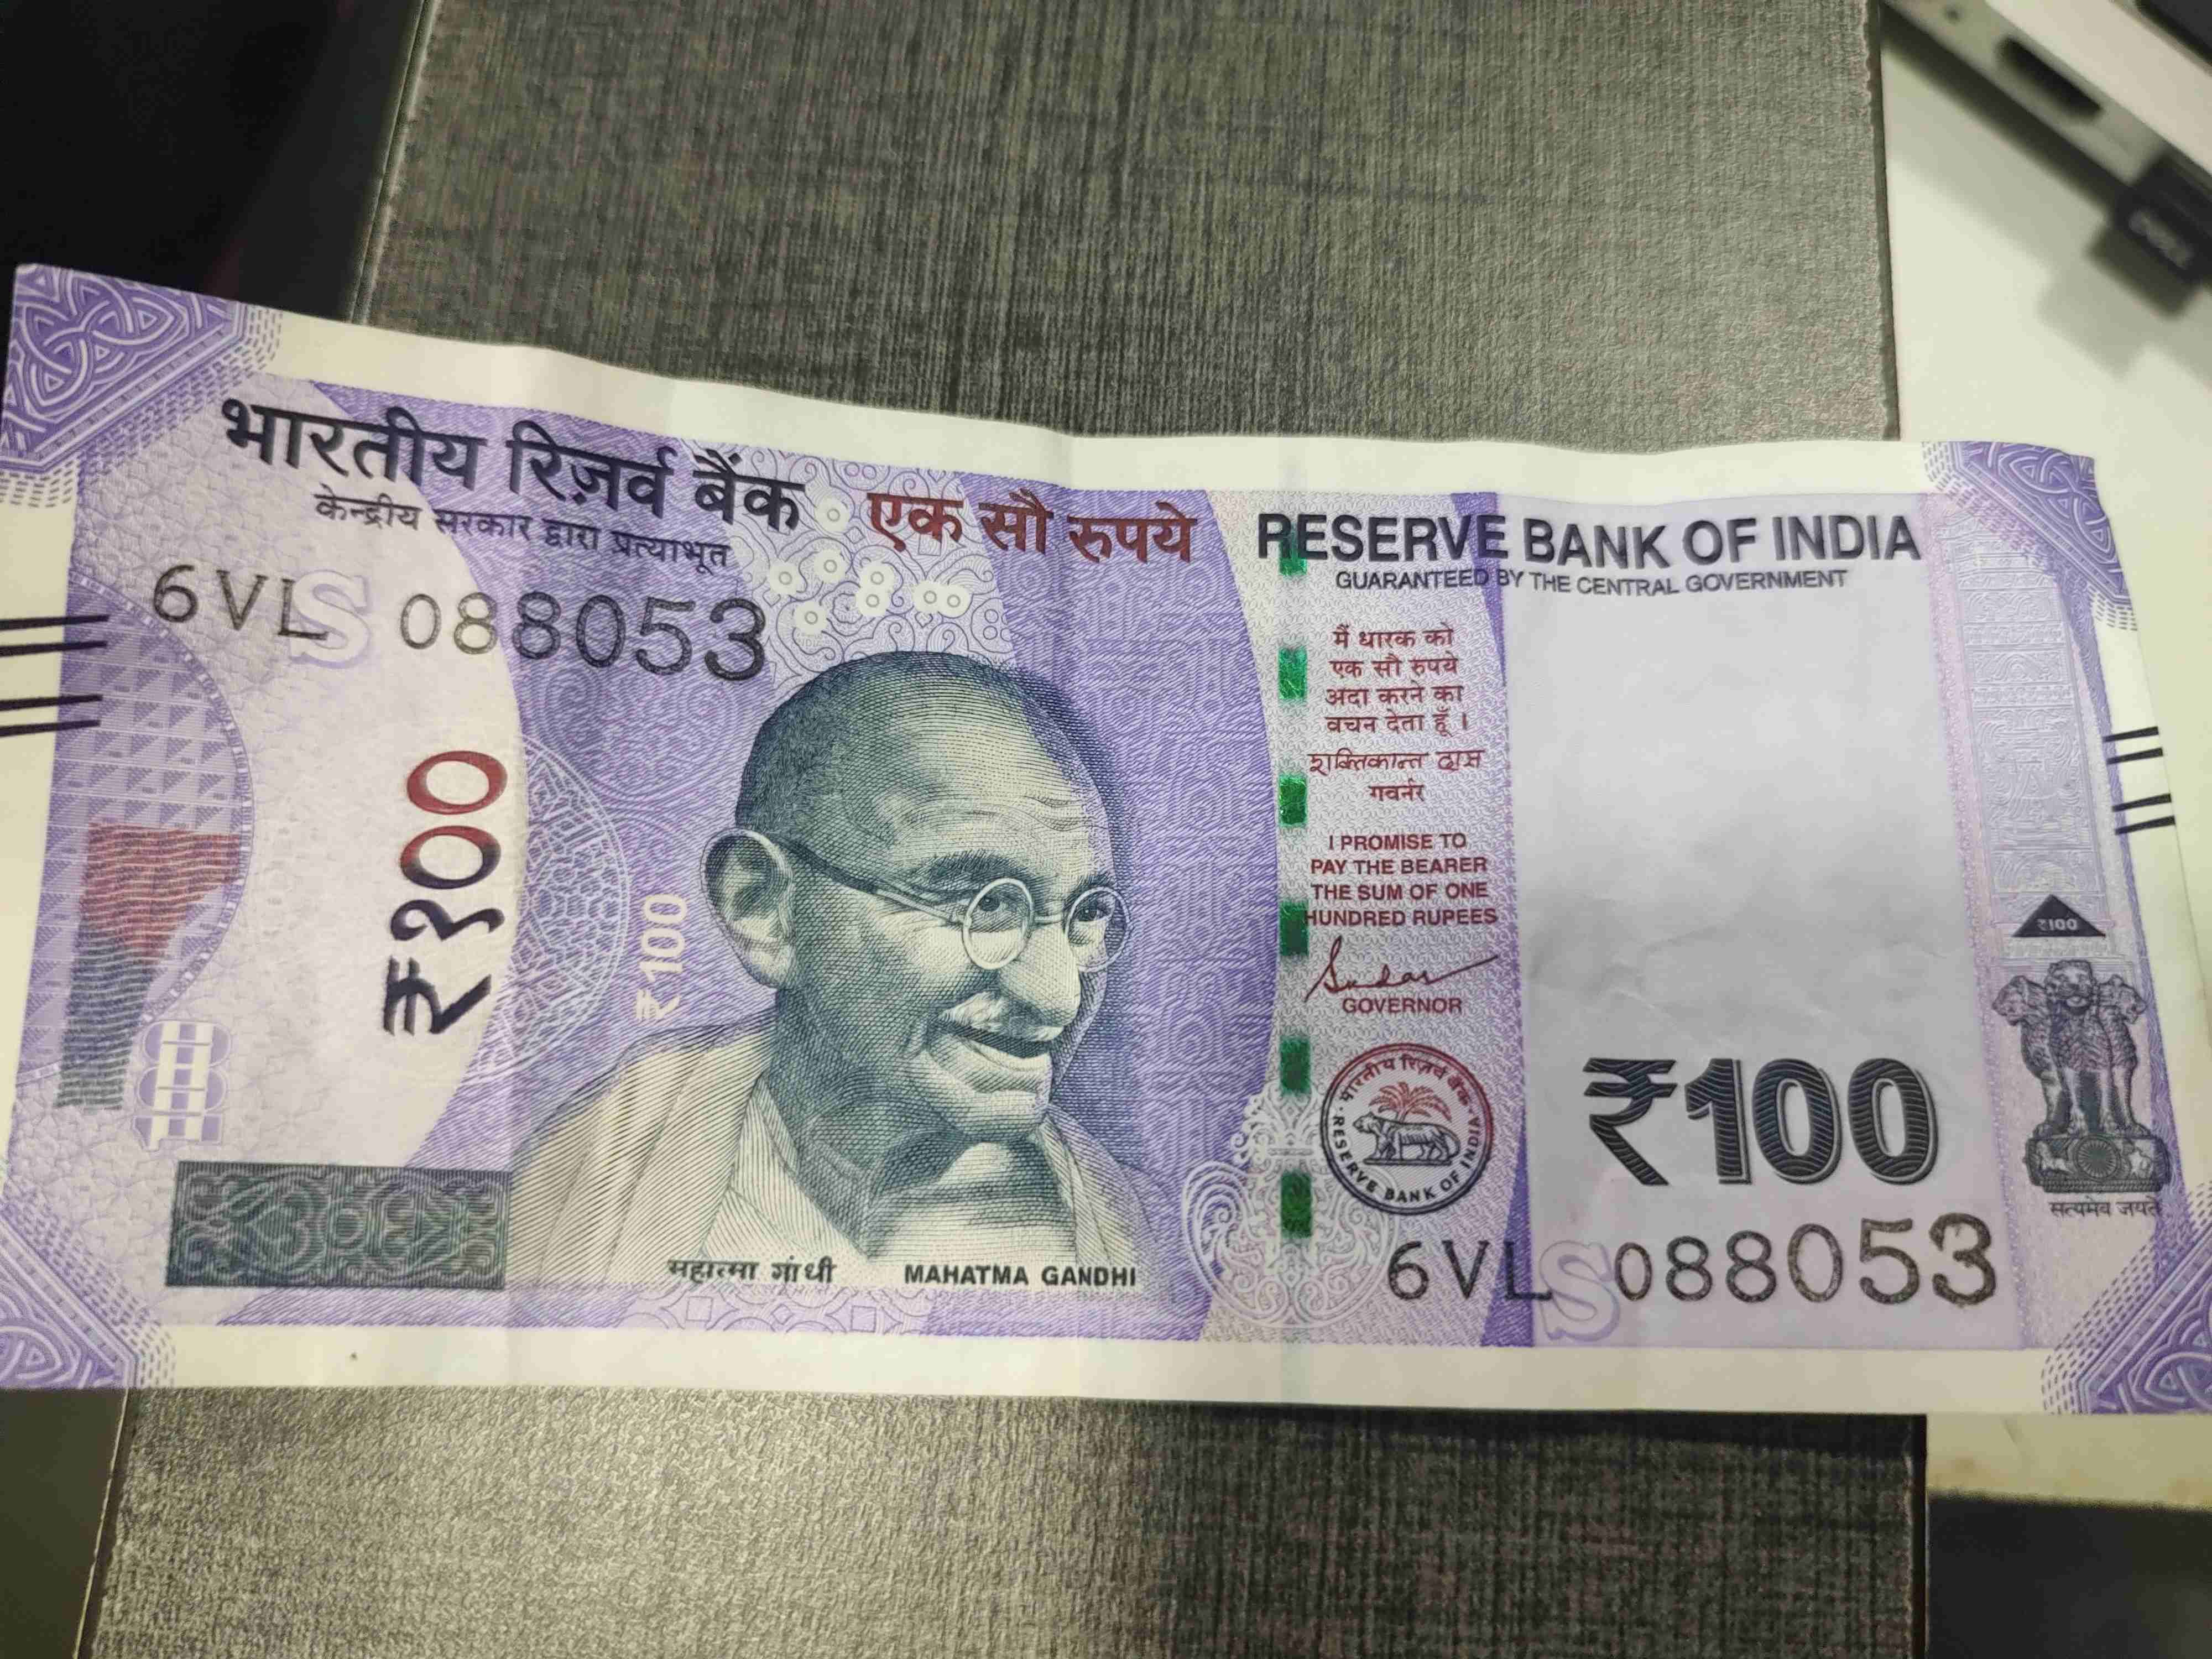 भारतीय रिज़र्व बैंक
केन्द्रीय सरकार द्वारा प्रत्याभूत
एक सौ रुपये
RESERVE BANK OF INDIA
GUARANTEED BY THE CENTRAL GOVERNMENT
6VL S 088053
₹१००
₹100
मैं धारक को
एक सौ रुपये
अदा करने का
वचन देता हूँ ।
शक्तिकान्त दास
गवर्नर
I PROMISE TO
PAY THE BEARER
THE SUM OF ONE
HUNDRED RUPEES
GOVERNOR
भारतीय रिज़र्व बैंक
RESERVE BANK OF INDIA
₹100
₹100
सत्यमेव जयते
महात्मा गांधी MAHATMA GANDHI
6VL S 088053